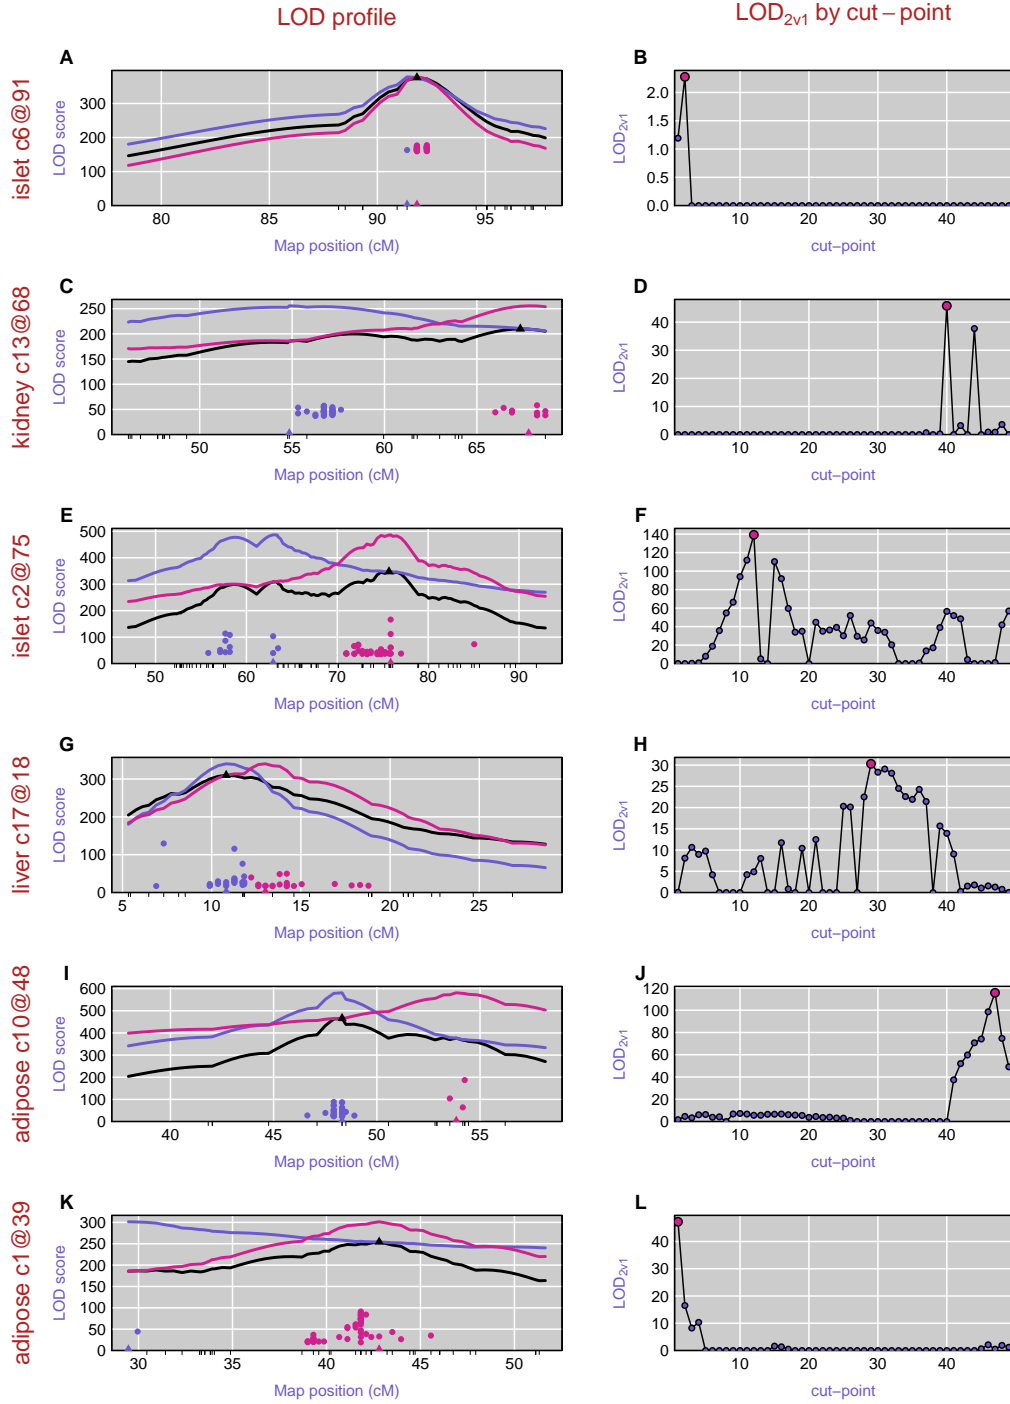 LOD profile
LOD2v1 by cut−point
islet c6@91
A
LOD score
0
100
200
300
80
85
90
95
Map position (cM)
B
LOD2v1
0.0
0.5
1.0
1.5
2.0
10
20
30
40
cut−point
kidney c13@68
C
LOD score
0
50
100
150
200
250
50
55
60
65
Map position (cM)
D
LOD2v1
0
10
20
30
40
10
20
30
40
cut−point
islet c2@75
E
LOD score
0
100
200
300
400
500
50
60
70
80
90
Map position (cM)
F
LOD2v1
0
20
40
60
80
100
120
140
10
20
30
40
cut−point
liver c17@18
G
LOD score
0
100
200
300
5
10
15
20
25
Map position (cM)
H
LOD2v1
0
5
10
15
20
25
30
10
20
30
40
cut−point
adipose c10@48
I
LOD score
0
100
200
300
400
500
600
40
45
50
55
Map position (cM)
J
LOD2v1
0
20
40
60
80
100
120
10
20
30
40
cut−point
adipose c1@39
K
LOD score
0
50
100
150
200
250
300
30
35
40
45
50
Map position (cM)
L
LOD2v1
0
10
20
30
40
10
20
30
40
cut−point